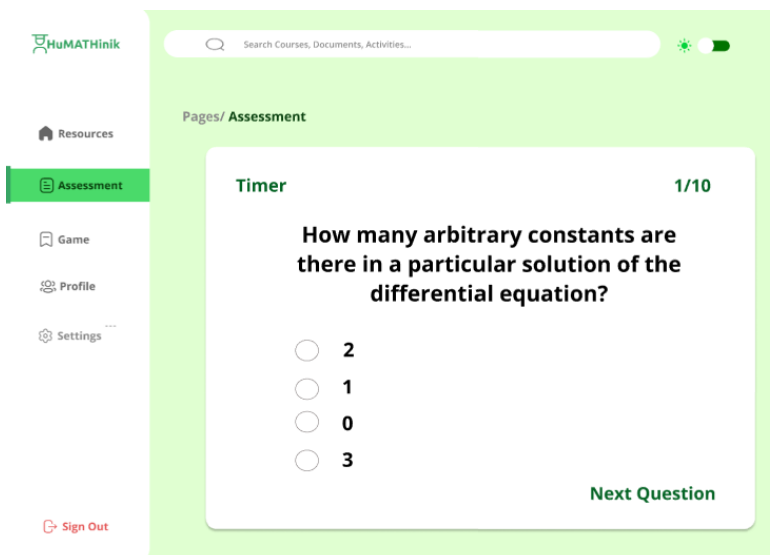 HuMATHinik
Search Courses, Documents, Activities...
Pages/ Assessment
Resources
Assessment
Game
Profile
Settings
Sign Out
Timer
1/10
How many arbitrary constants are
there in a particular solution of the
differential equation?
2
1
0
3
Next Question